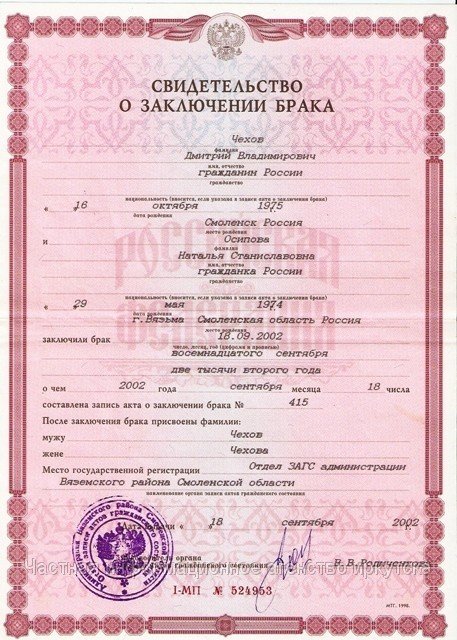 СВИДЕТЕЛЬСТВО
О ЗАКЛЮЧЕНИИ БРАКА
Чехов
фамилия
Дмитрий Владимирович
имя, отчество
гражданин России
гражданство
национальность (вносится, если указана в записи акта о заключении брака)
« 16 » октября 1975
дата рождения
Смоленск Россия
место рождения
и Осипова
фамилия
Наталья Станиславовна
имя, отчество
гражданка России
гражданство
национальность (вносится, если указана в записи акта о заключении брака)
« 29 » мая 1974
дата рождения
г.Вязьма Смоленская область Россия
место рождения
заключили брак 18.09.2002
число, месяц, год (цифрами и прописью)
восемнадцатого сентября
две тысячи второго года
о чем 2002 года сентября месяца 18 числа
составлена запись акта о заключении брака № 415
После заключения брака присвоены фамилии:
мужу Чехов
жене Чехова
Место государственной регистрации Отдел ЗАГС администрации
Вяземского района Смоленской области
наименование органа записи актов гражданского состояния
Дата выдачи « 18 » сентября 2002 г.
записи актов гражданского состояния
I-МП № 524953
МТГ. 1998.